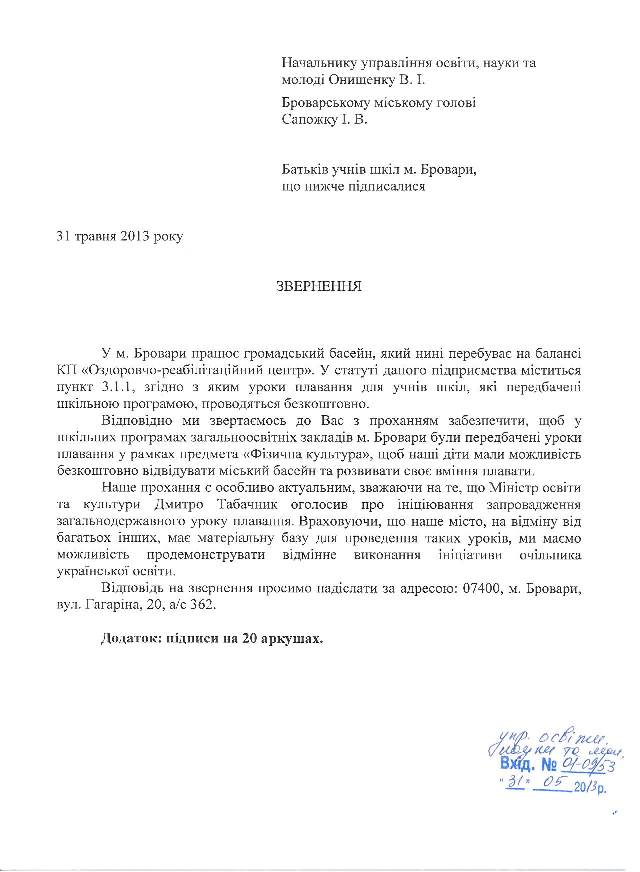 Начальнику управління освіти, науки та
молоді Онищенку В. І.
Броварському міському голові
Сапожку І. В.
Батьків учнів шкіл м. Бровари,
що нижче підписалися
31 травня 2013 року
ЗВЕРНЕННЯ
У м. Бровари працює громадський басейн, який нині перебуває на балансі
КП «Оздоровчо-реабілітаційний центр». У статуті даного підприємства міститься
пункт 3.1.1, згідно з яким уроки плавання для учнів шкіл, які передбачені
шкільною програмою, проводяться безкоштовно.
Відповідно ми звертаємось до Вас з проханням забезпечити, щоб у
шкільних програмах загальноосвітніх закладів м. Бровари були передбачені уроки
плавання у рамках предмета «Фізична культура», щоб наші діти мали можливість
безкоштовно відвідувати міський басейн та розвивати своє вміння плавати.
Наше прохання є особливо актуальним, зважаючи на те, що Міністр освіти
та культури Дмитро Табачник оголосив про ініціювання запровадження
загальнодержавного уроку плавання. Враховуючи, що наше місто, на відміну від
багатьох інших, має матеріальну базу для проведення таких уроків, ми маємо
можливість продемонструвати відмінне виконання ініціативи очільника
української освіти.
Відповідь на звернення просимо надіслати за адресою: 07400, м. Бровари,
вул. Гагаріна, 20, а/с 362.
Додаток: підписи на 20 аркушах.
упр. освіти,
науки та мол.
Вхід. № 01-09/53
"31" 05 2013р.